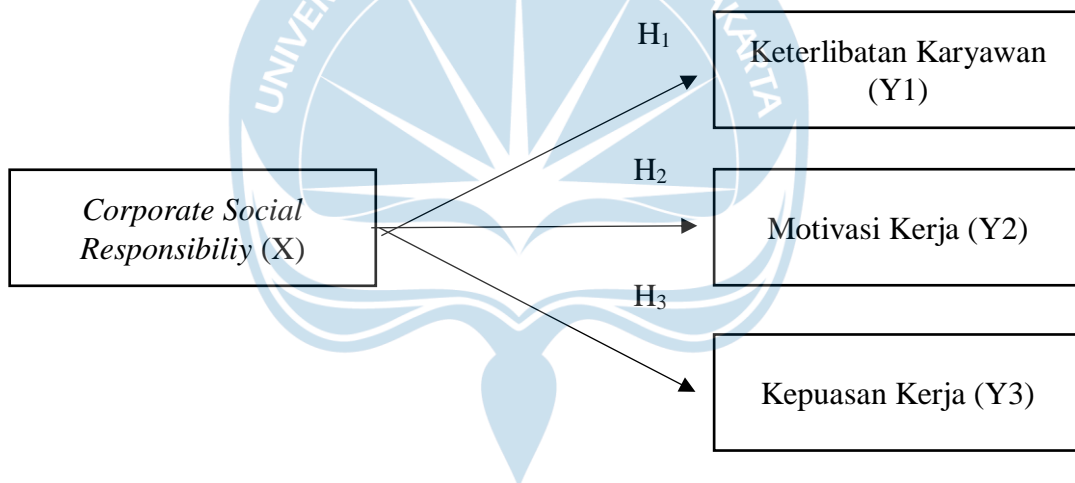 H₁
Keterlibatan Karyawan
(Y1)
H₂
Corporate Social
Responsibiliy (X)
Motivasi Kerja (Y2)
H₃
Kepuasan Kerja (Y3)